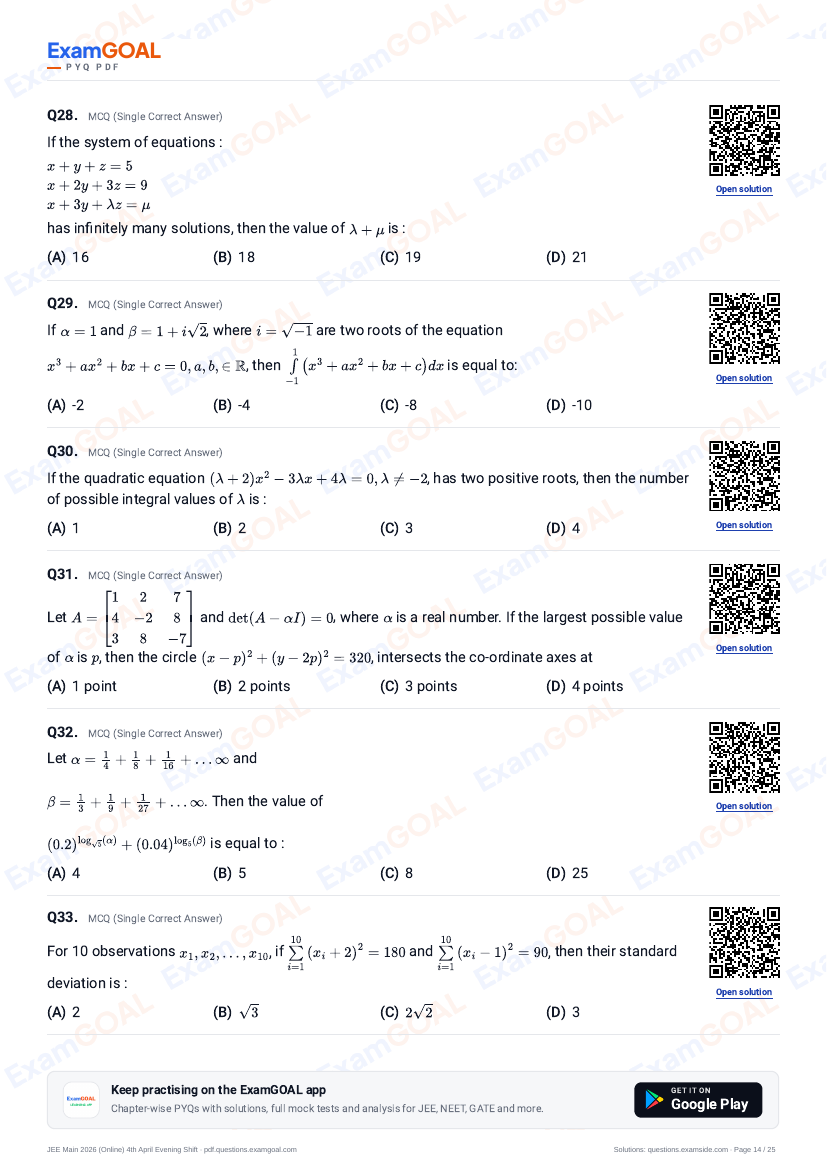 ExamGOAL
PYQ PDF
Q28. MCQ (Single Correct Answer)
If the system of equations :
x + y + z = 5
x + 2y + 3z = 9
x + 3y + λz = μ
has infinitely many solutions, then the value of λ + μ is :
(A) 16 (B) 18 (C) 19 (D) 21
Open solution
Q29. MCQ (Single Correct Answer)
If α = 1 and β = 1 + i√2, where i = √−1 are two roots of the equation
x³ + ax² + bx + c = 0, a, b, ∈ ℝ, then ∫₋₁¹ (x³ + ax² + bx + c)dx is equal to:
(A) -2 (B) -4 (C) -8 (D) -10
Open solution
Q30. MCQ (Single Correct Answer)
If the quadratic equation (λ + 2)x² − 3λx + 4λ = 0, λ ≠ −2, has two positive roots, then the number
of possible integral values of λ is :
(A) 1 (B) 2 (C) 3 (D) 4
Open solution
Q31. MCQ (Single Correct Answer)
Let A = [1 2 7; 4 −2 8; 3 8 −7] and det(A − αI) = 0, where α is a real number. If the largest possible value
of α is p, then the circle (x − p)² + (y − 2p)² = 320, intersects the co-ordinate axes at
(A) 1 point (B) 2 points (C) 3 points (D) 4 points
Open solution
Q32. MCQ (Single Correct Answer)
Let α = 1/4 + 1/8 + 1/16 + …∞ and
β = 1/3 + 1/9 + 1/27 + …∞. Then the value of
(0.2)^(log_√5(α)) + (0.04)^(log_5(β)) is equal to :
(A) 4 (B) 5 (C) 8 (D) 25
Open solution
Q33. MCQ (Single Correct Answer)
For 10 observations x₁, x₂, …, x₁₀, if ∑_{i=1}^{10} (xᵢ + 2)² = 180 and ∑_{i=1}^{10} (xᵢ − 1)² = 90, then their standard
deviation is :
(A) 2 (B) √3 (C) 2√2 (D) 3
Open solution
Keep practising on the ExamGOAL app
Chapter-wise PYQs with solutions, full mock tests and analysis for JEE, NEET, GATE and more.
ExamGOAL
GET IT ON
Google Play
JEE Main 2026 (Online) 4th April Evening Shift · pdf.questions.examgoal.com
Solutions: questions.examside.com · Page 14 / 25